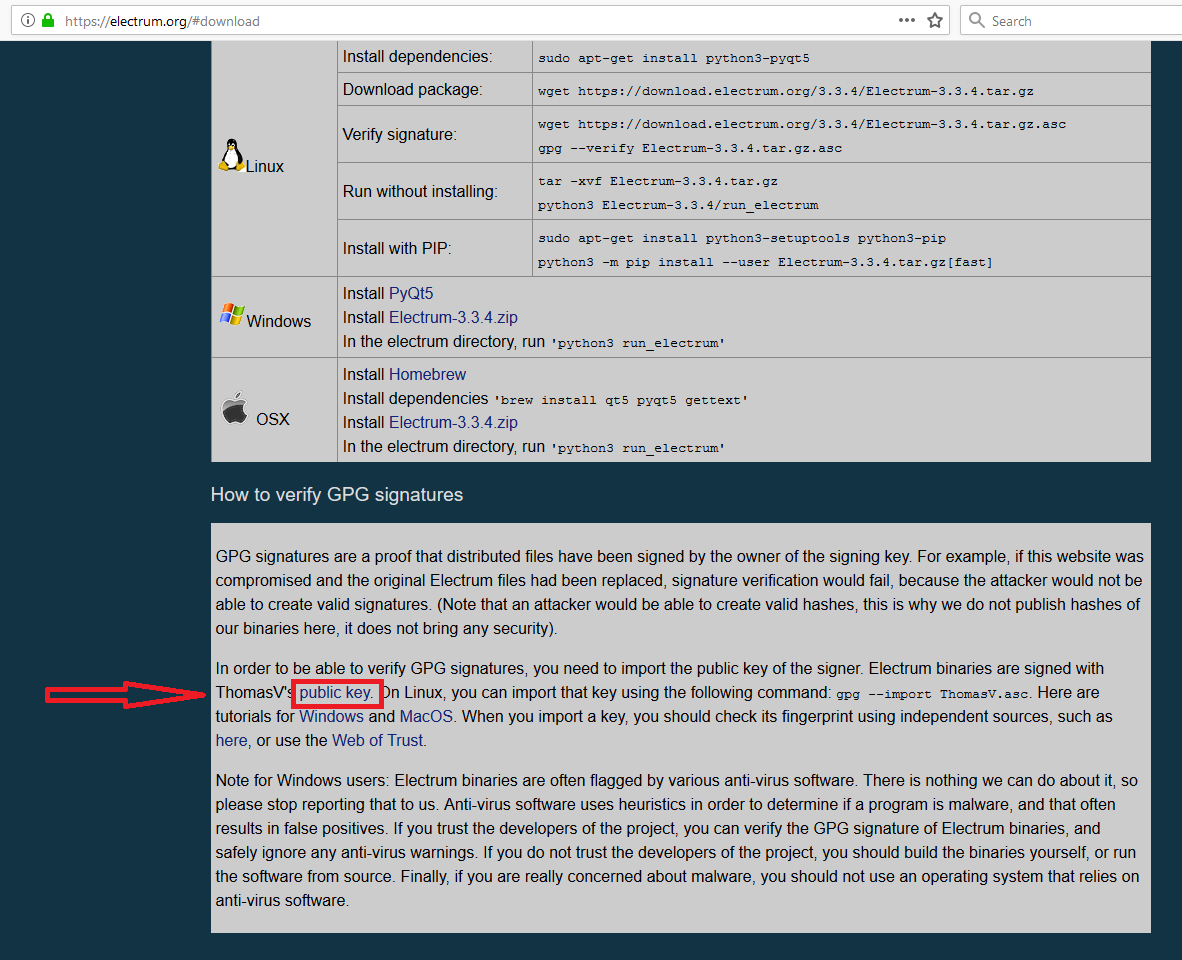 https://electrum.org/#download
Search
Linux
Install dependencies:
sudo apt-get install python3-pyqt5
Download package:
wget https://download.electrum.org/3.3.4/Electrum-3.3.4.tar.gz
Verify signature:
wget https://download.electrum.org/3.3.4/Electrum-3.3.4.tar.gz.asc
gpg --verify Electrum-3.3.4.tar.gz.asc
Run without installing:
tar -xvf Electrum-3.3.4.tar.gz
python3 Electrum-3.3.4/run_electrum
Install with PIP:
sudo apt-get install python3-setuptools python3-pip
python3 -m pip install --user Electrum-3.3.4.tar.gz[fast]
Windows
Install PyQt5
Install Electrum-3.3.4.zip
In the electrum directory, run 'python3 run_electrum'
OSX
Install Homebrew
Install dependencies 'brew install qt5 pyqt5 gettext'
Install Electrum-3.3.4.zip
In the electrum directory, run 'python3 run_electrum'
How to verify GPG signatures
GPG signatures are a proof that distributed files have been signed by the owner of the signing key. For example, if this website was
compromised and the original Electrum files had been replaced, signature verification would fail, because the attacker would not be
able to create valid signatures. (Note that an attacker would be able to create valid hashes, this is why we do not publish hashes of
our binaries here, it does not bring any security).
In order to be able to verify GPG signatures, you need to import the public key of the signer. Electrum binaries are signed with
ThomasV's public key. On Linux, you can import that key using the following command: gpg --import ThomasV.asc. Here are
tutorials for Windows and MacOS. When you import a key, you should check its fingerprint using independent sources, such as
here, or use the Web of Trust.
Note for Windows users: Electrum binaries are often flagged by various anti-virus software. There is nothing we can do about it, so
please stop reporting that to us. Anti-virus software uses heuristics in order to determine if a program is malware, and that often
results in false positives. If you trust the developers of the project, you can verify the GPG signature of Electrum binaries, and
safely ignore any anti-virus warnings. If you do not trust the developers of the project, you should build the binaries yourself, or run
the software from source. Finally, if you are really concerned about malware, you should not use an operating system that relies on
anti-virus software.